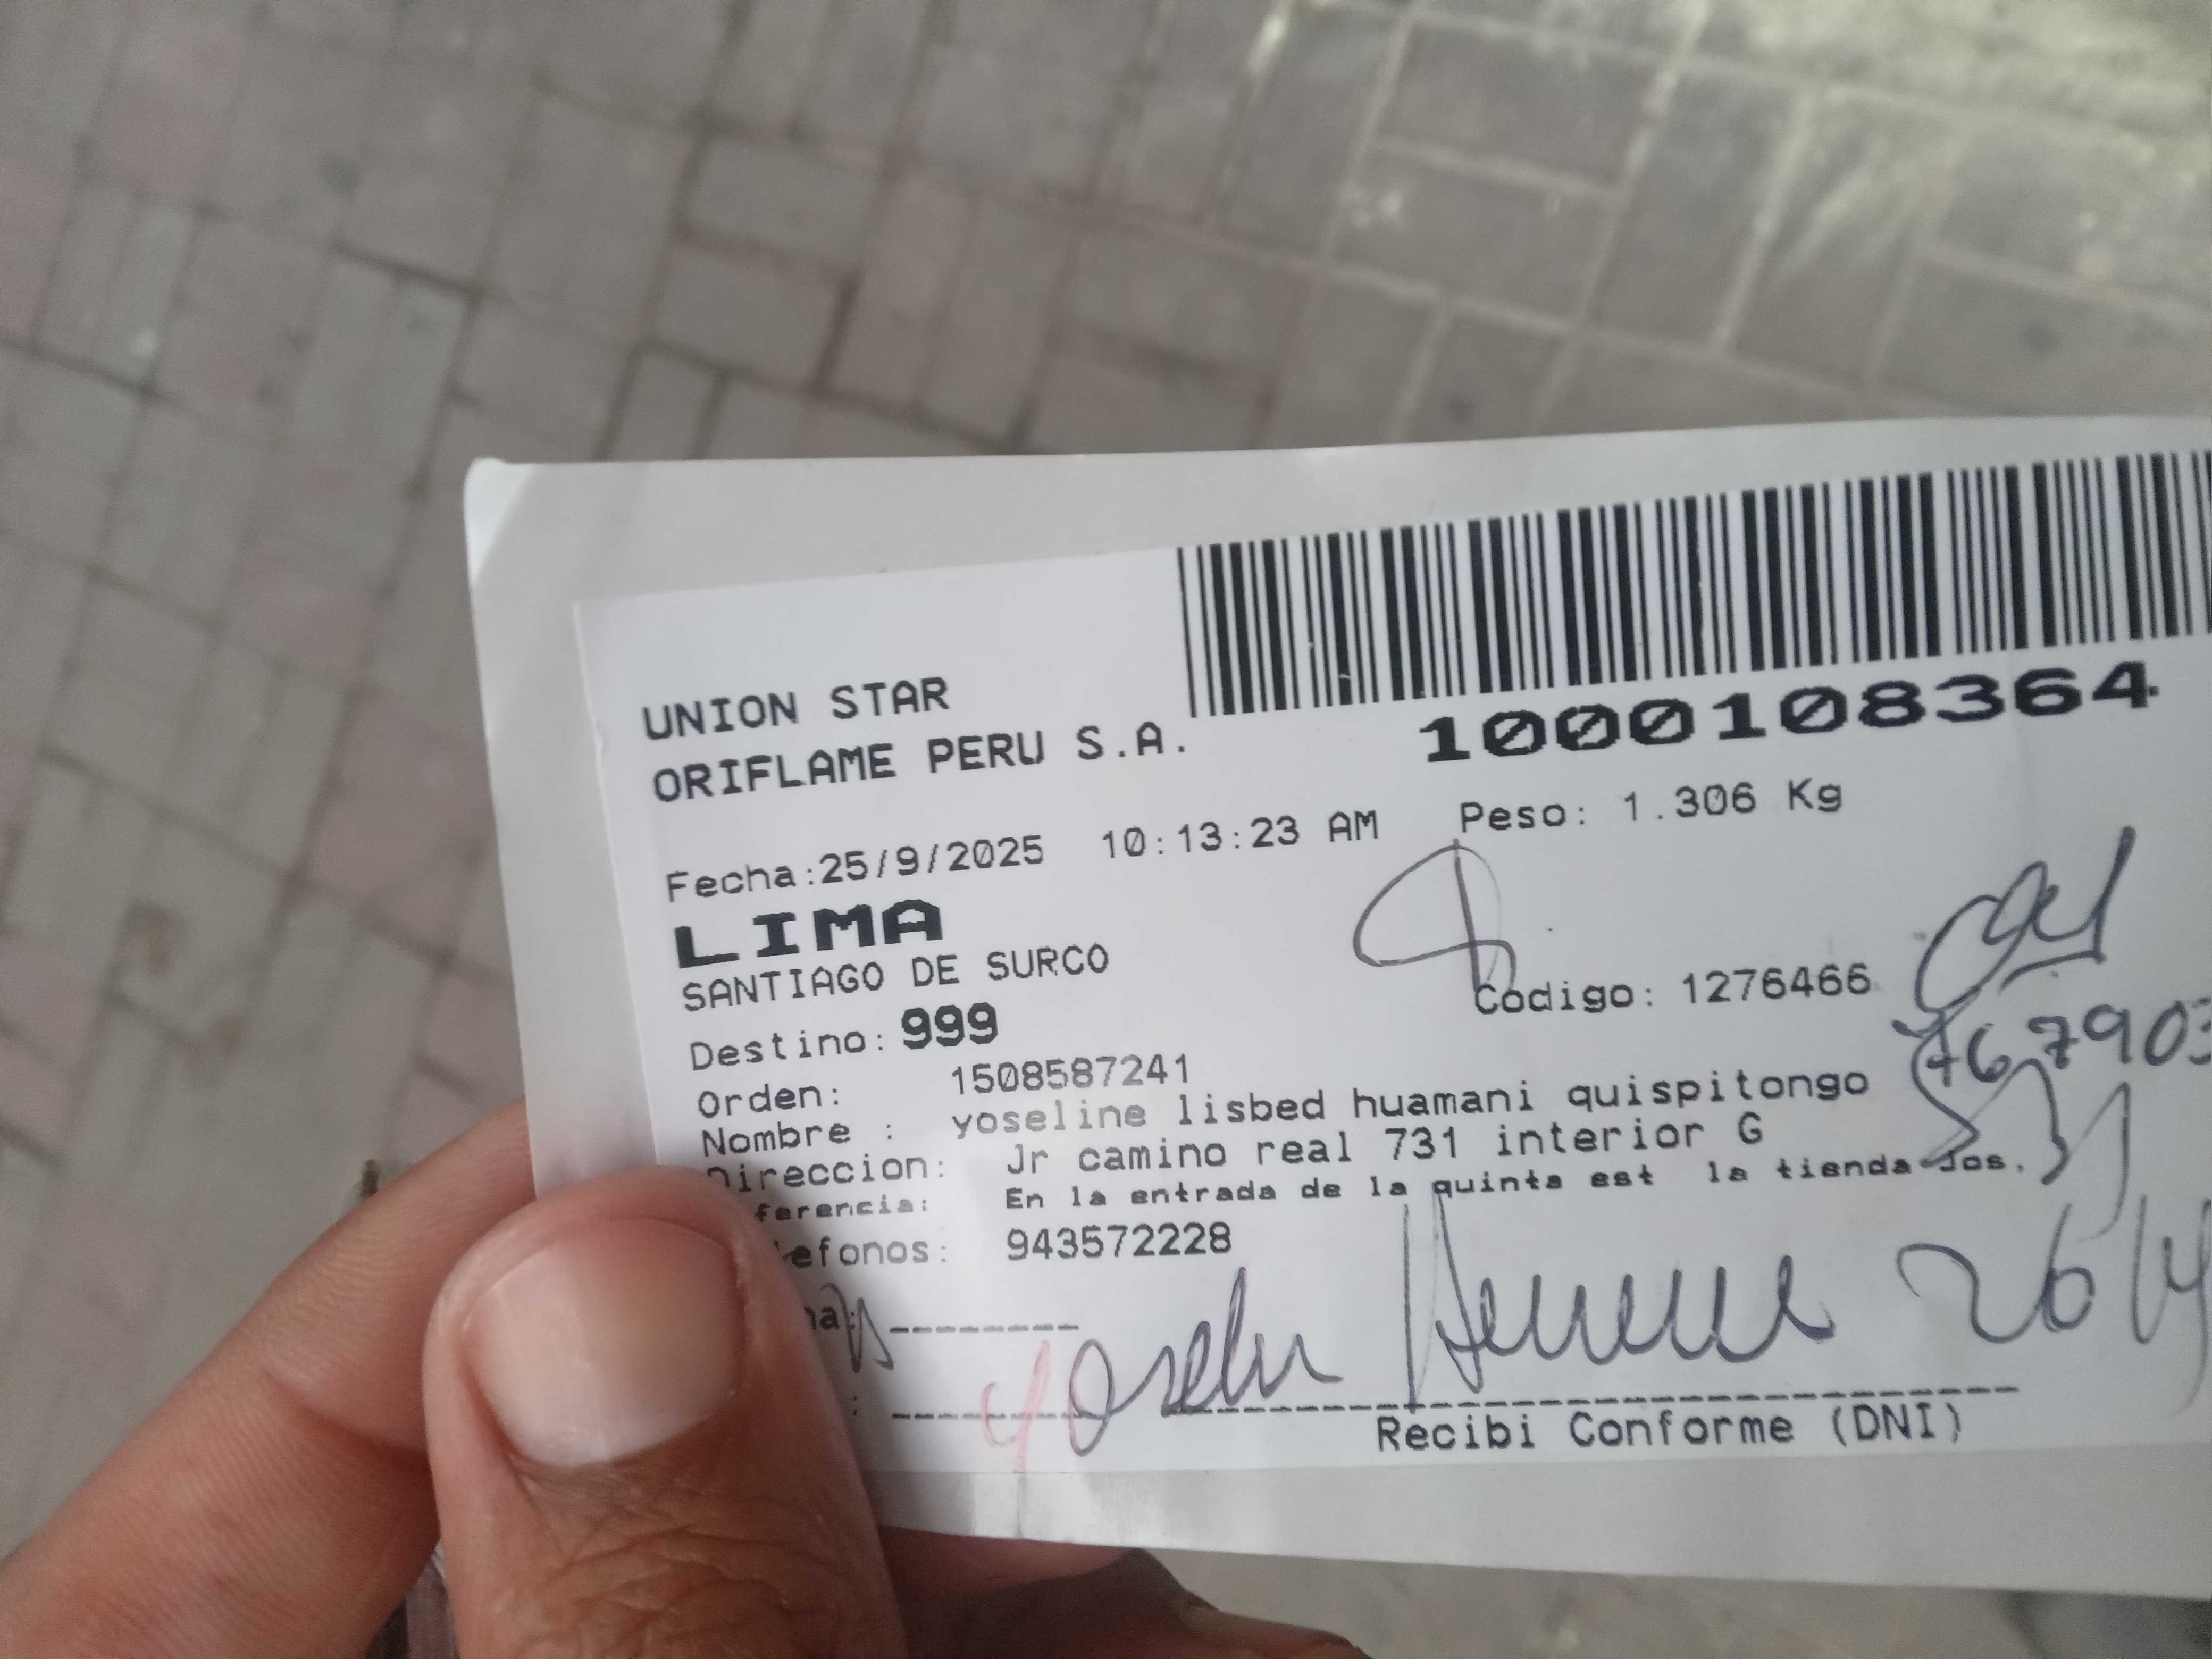 UNION STAR
ORIFLAME PERU S.A.
1000108364
Fecha:25/9/2025 10:13:23 AM Peso: 1.306 Kg
LIMA
SANTIAGO DE SURCO
Codigo: 1276466
Destino: 999
Orden: 1508587241
Nombre : yoseline lisbed huamani quispitongo
Direccion: Jr camino real 731 interior G
ferencia: En la entrada de la quinta est la tienda Jos.
efonos: 943572228
Recibi Conforme (DNI)